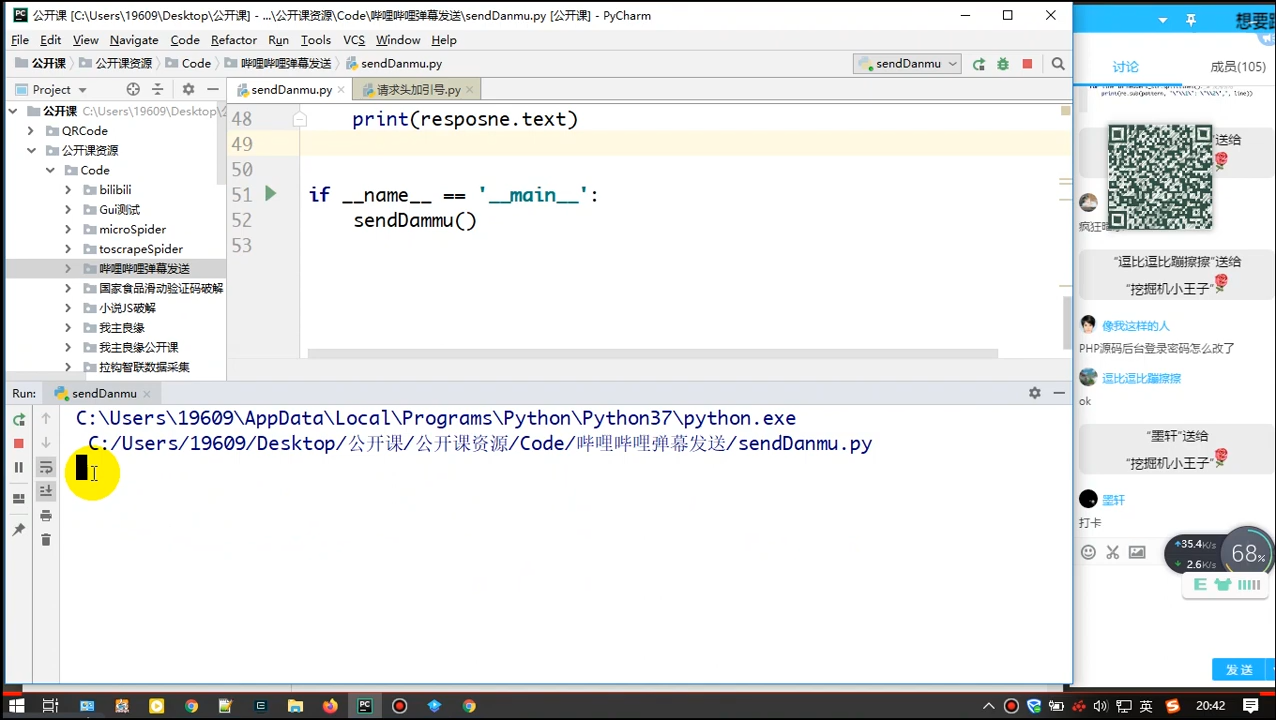 公开课 [C:\Users\19609\Desktop\公开课] - ...\公开课资源\Code\哔哩哔哩弹幕发送\sendDanmu.py [公开课] - PyCharm
File Edit View Navigate Code Refactor Run Tools VCS Window Help
公开课 公开课资源 Code 哔哩哔哩弹幕发送 sendDanmu.py
sendDanmu
Project
公开课 C:\Users\19609\Desktop\
QRCode
公开课资源
Code
bilibili
Gui测试
microSpider
toscrapeSpider
哔哩哔哩弹幕发送
国家食品滑动验证码破解
小说JS破解
我主良缘
我主良缘公开课
拉构智联数据采集
sendDanmu.py 请求头加引号.py
48 print(resposne.text)
49
50
51 if __name__ == '__main__':
52 sendDammu()
53
Run: sendDanmu
C:\Users\19609\AppData\Local\Programs\Python\Python37\python.exe
C:/Users/19609/Desktop/公开课/公开课资源/Code/哔哩哔哩弹幕发送/sendDanmu.py
想要跟
讨论 成员(105)
print(re.sub(pattern, "\'\\1\': \'\\2\',", line))
送给
疯狂
“逗比逗比蹦擦擦”送给
“挖掘机小王子”
像我这样的人
PHP源码后台登录密码怎么改了
逗比逗比蹦擦擦
ok
“墨轩”送给
“挖掘机小王子”
墨轩
打卡
35.4K/s
2.6K/s
68%
E
发送
英
20:42